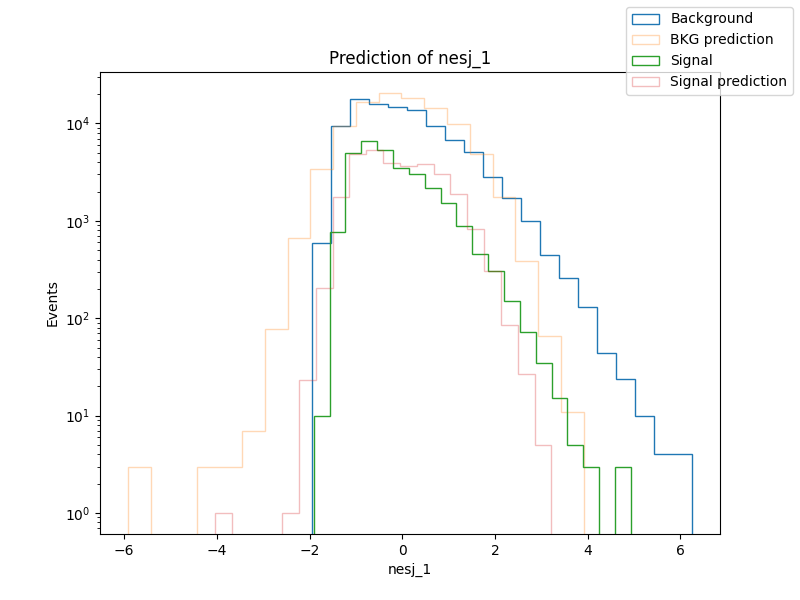 Prediction of nesj_1
Background
BKG prediction
Signal
Signal prediction
Events
10⁴
10³
10²
10¹
10⁰
−6
−4
−2
0
2
4
6
nesj_1